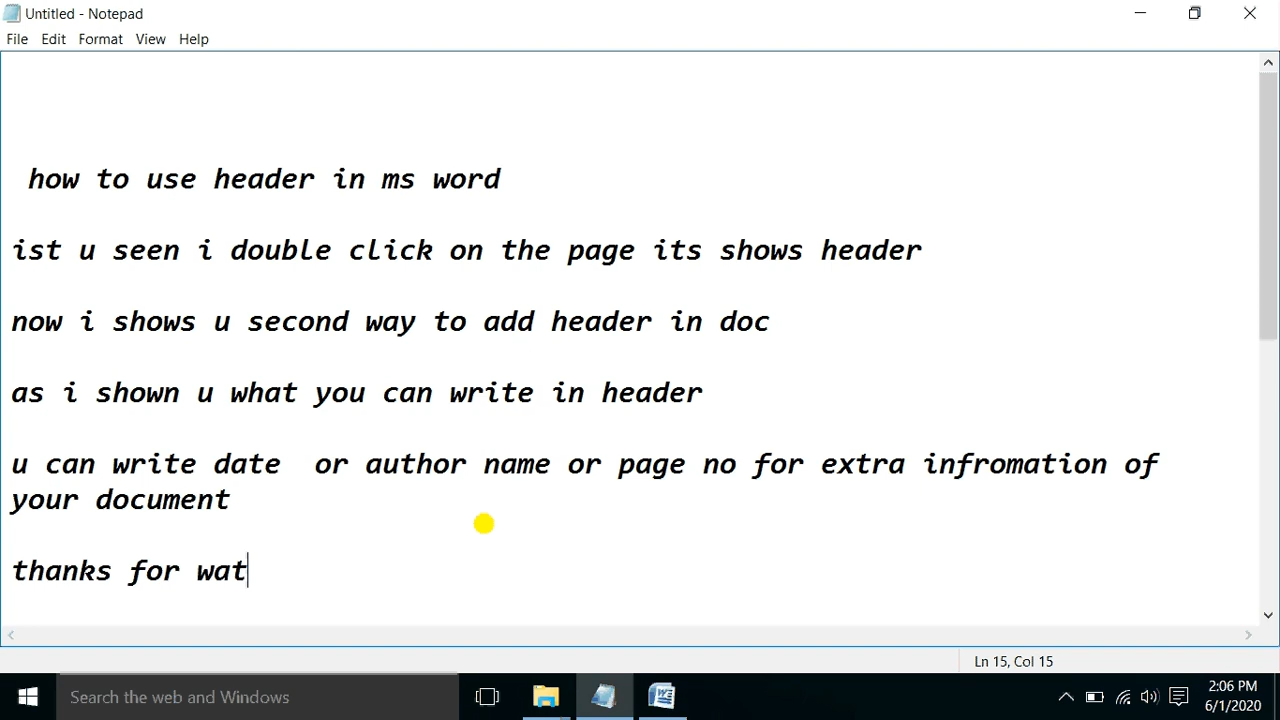 Untitled - Notepad
File Edit Format View Help
how to use header in ms word
ist u seen i double click on the page its shows header
now i shows u second way to add header in doc
as i shown u what you can write in header
u can write date  or author name or page no for extra infromation of
your document
thanks for wat
Ln 15, Col 15
Search the web and Windows
2:06 PM
6/1/2020